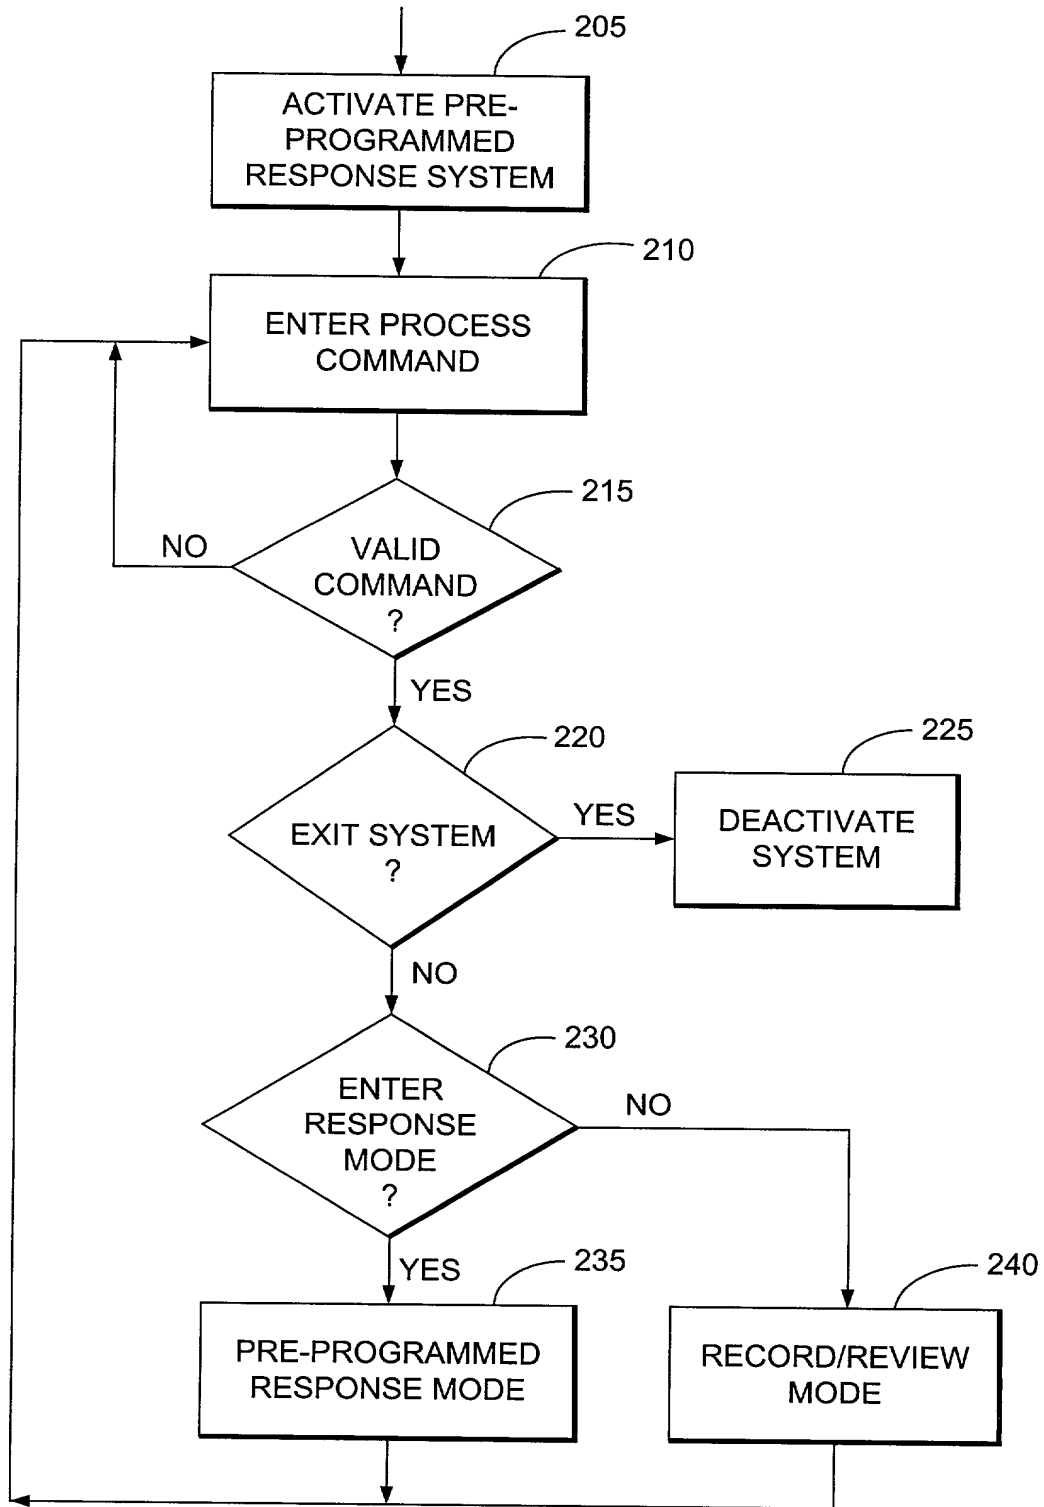 205
ACTIVATE PRE-
PROGRAMMED
RESPONSE SYSTEM
210
ENTER PROCESS
COMMAND
215
VALID
COMMAND
?
NO
YES
220
EXIT SYSTEM
?
YES
225
DEACTIVATE
SYSTEM
NO
230
ENTER
RESPONSE
MODE
?
NO
YES
235
PRE-PROGRAMMED
RESPONSE MODE
240
RECORD/REVIEW
MODE